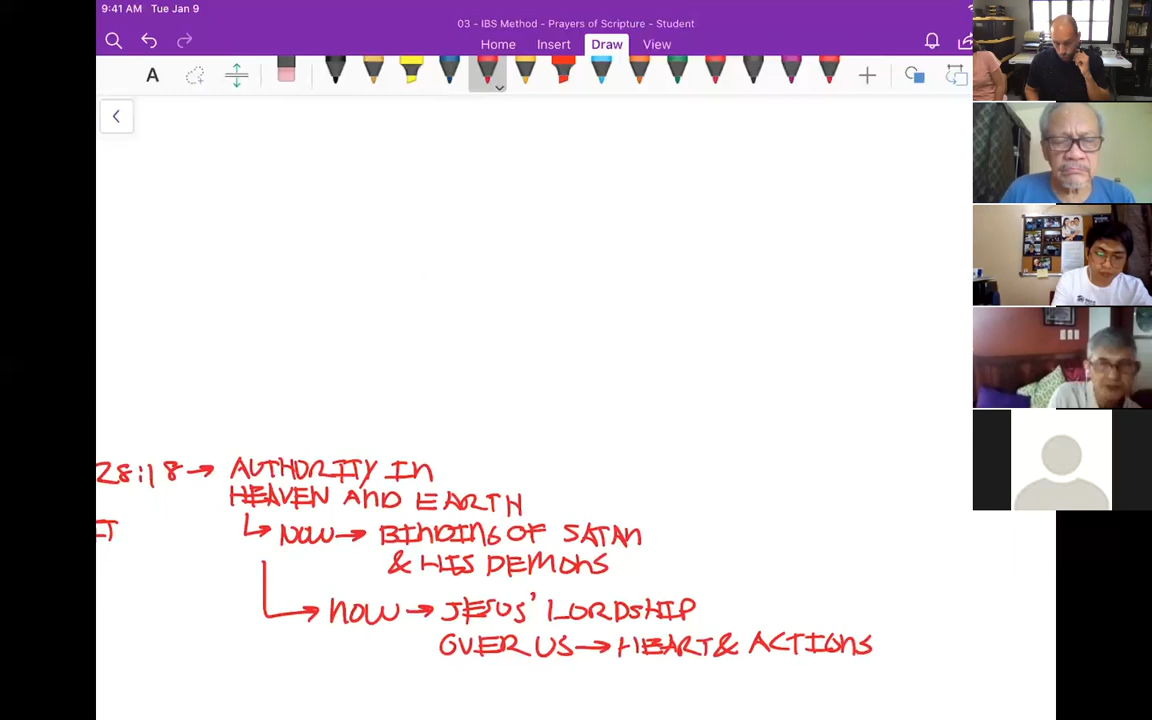 9:41 AM Tue Jan 9
03 - IBS Method - Prayers of Scripture - Student
Home Insert Draw View
A
28:18 → AUTHORITY IN
HEAVEN AND EARTH
IT
↳ NOW → BINDING OF SATAN
& HIS DEMONS
↳ NOW → JESUS' LORDSHIP
OVER US → HEART & ACTIONS